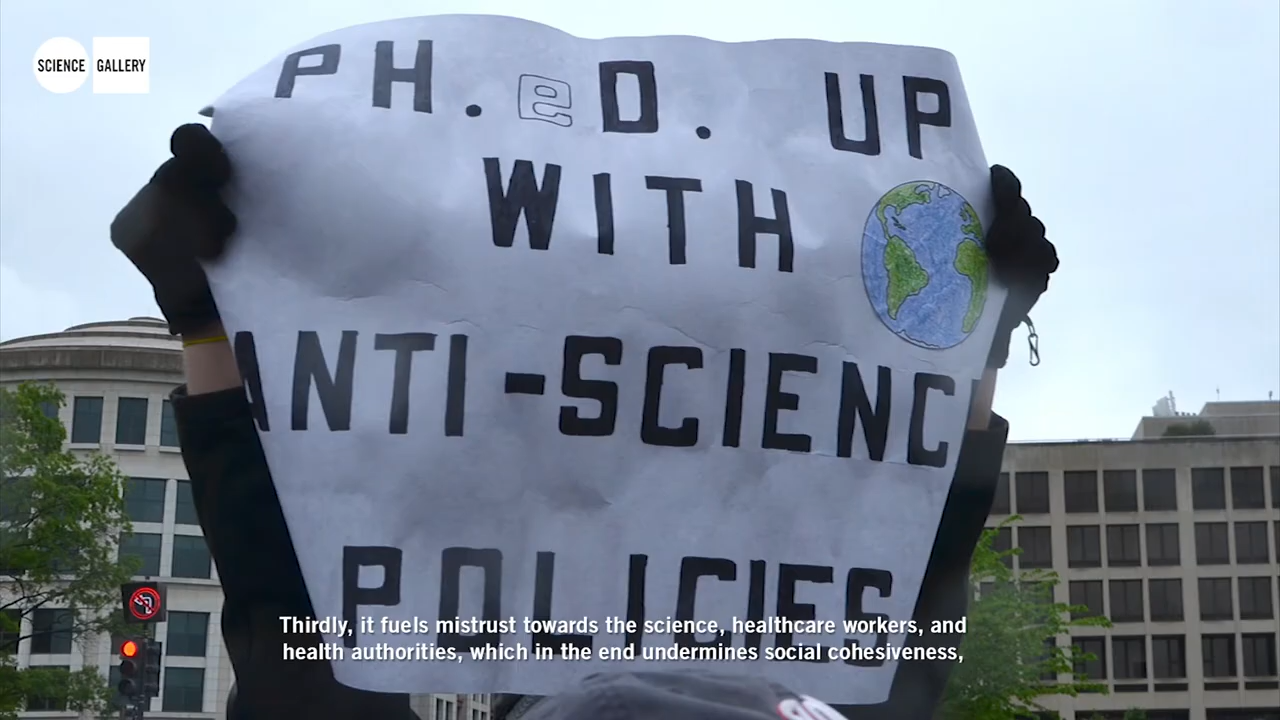 SCIENCE GALLERY
PH.eD. UP
WITH
ANTI-SCIENC
POLICIES
Thirdly, it fuels mistrust towards the science, healthcare workers, and
health authorities, which in the end undermines social cohesiveness,